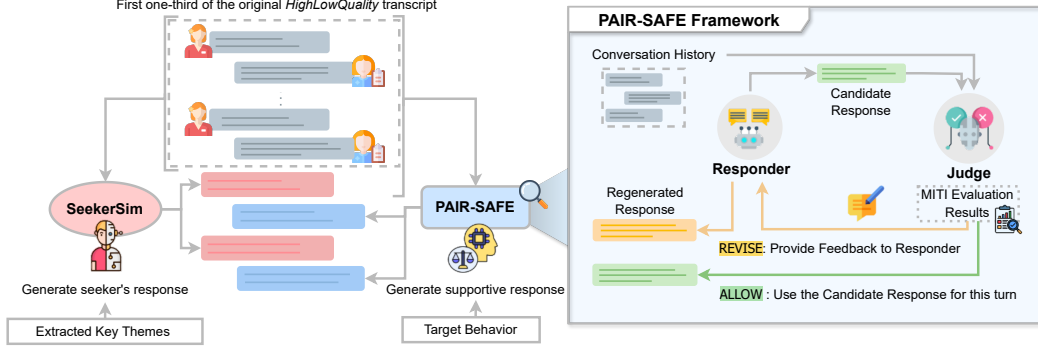 First one-third of the original HighLowQuality transcript
SeekerSim
Generate seeker's response
Extracted Key Themes
PAIR-SAFE
Generate supportive response
Target Behavior
PAIR-SAFE Framework
Conversation History
Candidate
Response
Responder
Judge
MITI Evaluation
Results
Regenerated
Response
REVISE: Provide Feedback to Responder
ALLOW : Use the Candidate Response for this turn